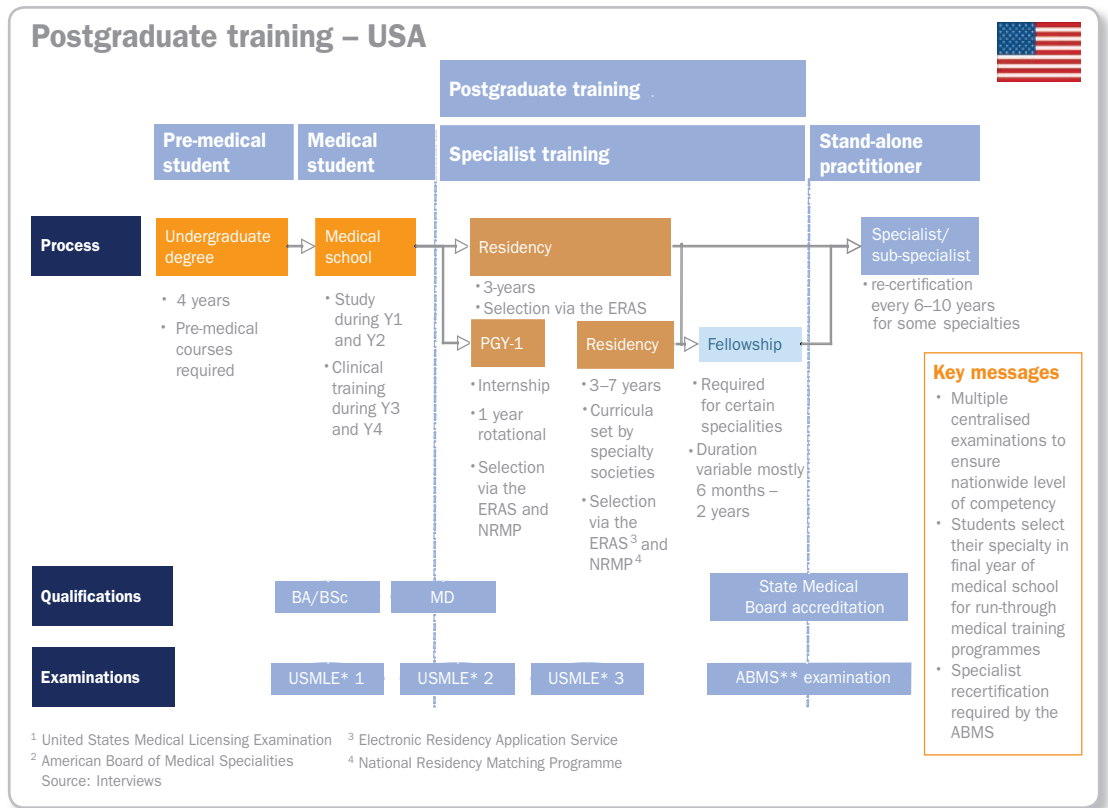 Postgraduate training – USA
Postgraduate training .
Pre-medical
student
Medical
student
Specialist training
Stand-alone
practitioner
Process
Undergraduate
degree
Medical
school
Residency
Specialist/
sub-specialist
• 4 years
• Pre-medical
courses
required
• Study
during Y1
and Y2
• Clinical
training
during Y3
and Y4
• 3-years
• Selection via the ERAS
• re-certification
every 6–10 years
for some specialties
PGY-1
Residency
Fellowship
• Internship
• 1 year
rotational
• Selection
via the
ERAS and
NRMP
• 3–7 years
• Curricula
set by
specialty
societies
• Selection
via the
ERAS³ and
NRMP⁴
• Required
for certain
specialities
• Duration
variable mostly
6 months –
2 years
Key messages
• Multiple
centralised
examinations to
ensure
nationwide level
of competency
• Students select
their specialty in
final year of
medical school
for run-through
medical training
programmes
• Specialist
recertification
required by the
ABMS
Qualifications
BA/BSc
MD
State Medical
Board accreditation
Examinations
USMLE* 1
USMLE* 2
USMLE* 3
ABMS** examination
¹ United States Medical Licensing Examination
² American Board of Medical Specialities
Source: Interviews
³ Electronic Residency Application Service
⁴ National Residency Matching Programme